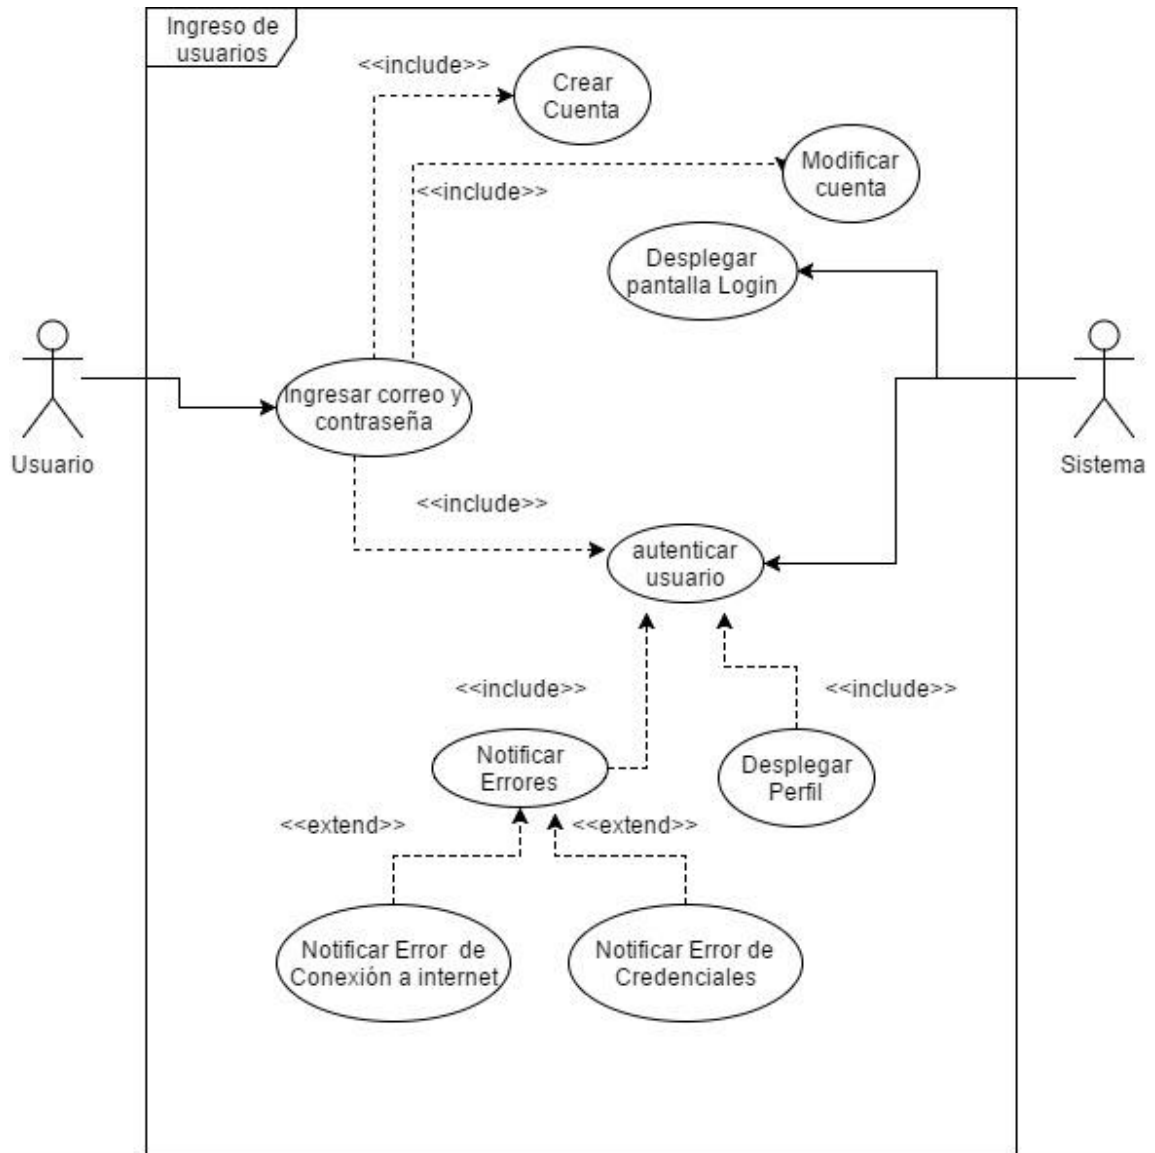 Ingreso de
usuarios
<<include>>
Crear
Cuenta
Modificar
cuenta
<<include>>
Desplegar
pantalla Login
Ingresar correo y
contraseña
Usuario
Sistema
<<include>>
autenticar
usuario
<<include>>
<<include>>
Notificar
Errores
Desplegar
Perfil
<<extend>>
<<extend>>
Notificar Error de
Conexión a internet
Notificar Error de
Credenciales